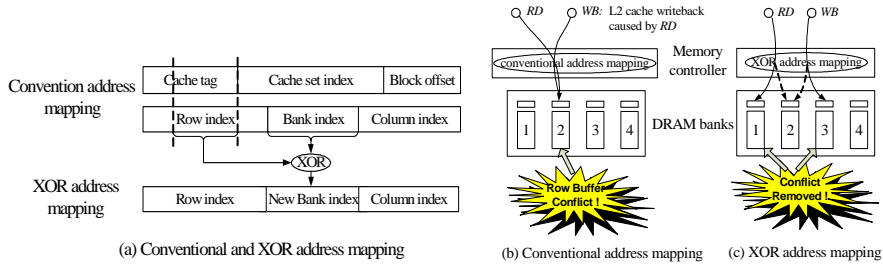 Convention address mapping
Cache tag
Cache set index
Block offset
Row index
Bank index
Column index
XOR
XOR address mapping
Row index
New Bank index
Column index
(a) Conventional and XOR address mapping
RD
WB: L2 cache writeback caused by RD
conventional address mapping
Memory controller
1
2
3
4
DRAM banks
Row Buffer Conflict !
(b) Conventional address mapping
RD
WB
XOR address mapping
1
2
3
4
Conflict Removed !
(c) XOR address mapping